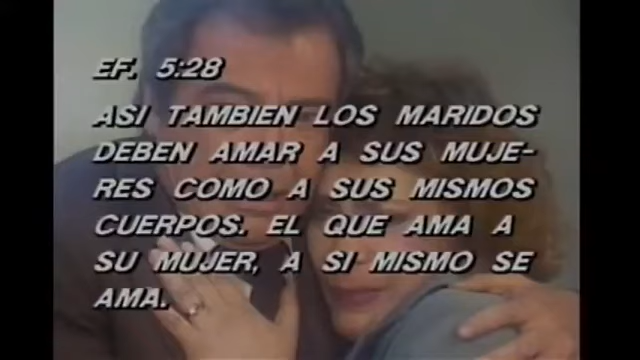 EF. 5:28
ASI TAMBIEN LOS MARIDOS
DEBEN AMAR A SUS MUJE-
RES COMO A SUS MISMOS
CUERPOS. EL QUE AMA A
SU MUJER, A SI MISMO SE
AMA.